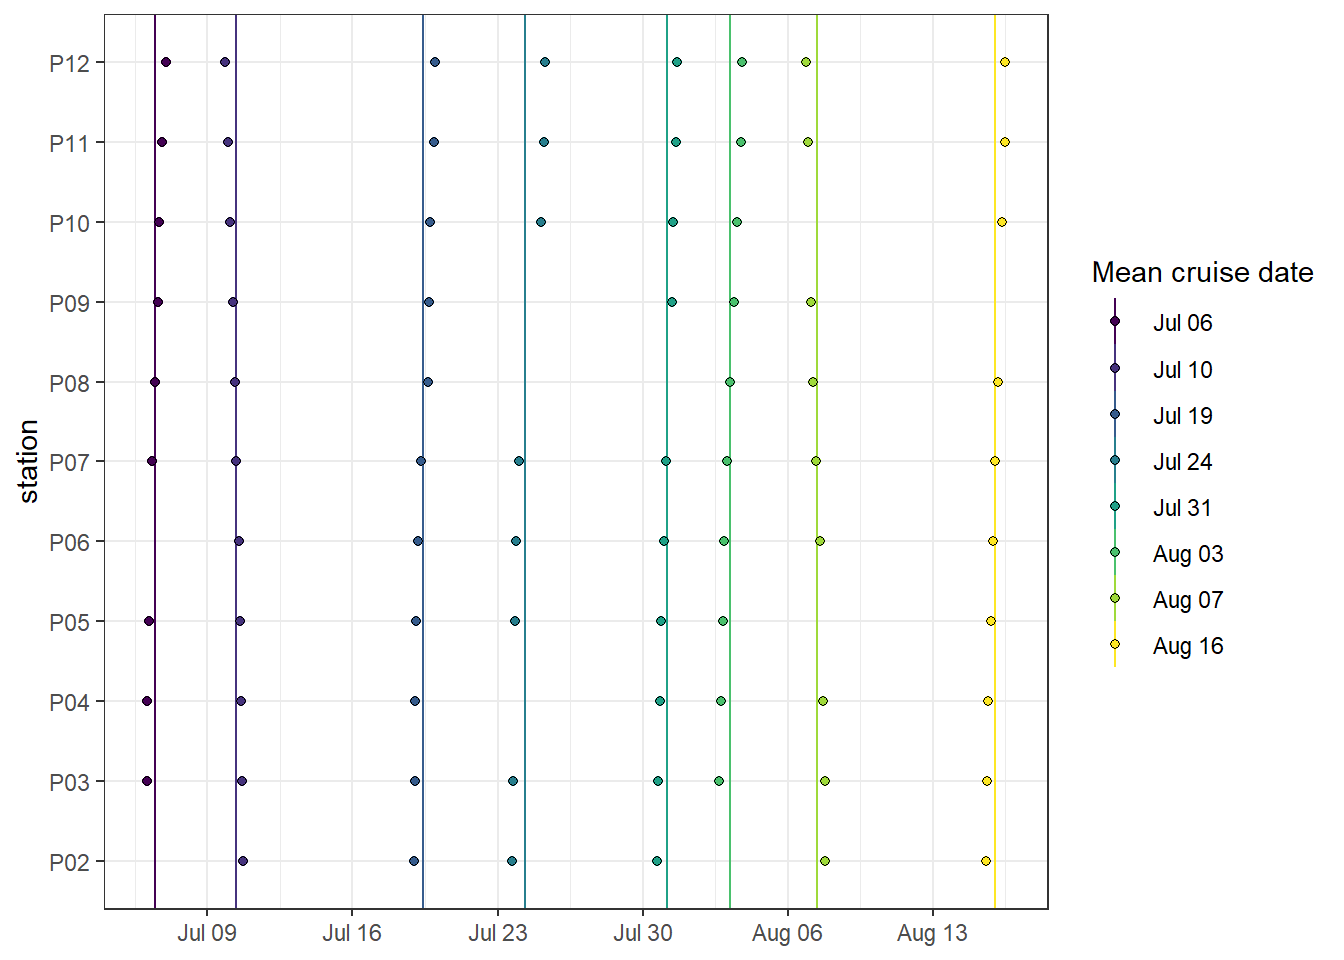 P12
P11
P10
P09
P08
P07
P06
P05
P04
P03
P02
station
Jul 09
Jul 16
Jul 23
Jul 30
Aug 06
Aug 13
Mean cruise date
Jul 06
Jul 10
Jul 19
Jul 24
Jul 31
Aug 03
Aug 07
Aug 16